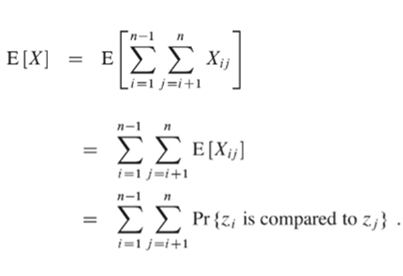 E[X] = E[∑_{i=1}^{n−1} ∑_{j=i+1}^{n} X_{ij}]
= ∑_{i=1}^{n−1} ∑_{j=i+1}^{n} E[X_{ij}]
= ∑_{i=1}^{n−1} ∑_{j=i+1}^{n} Pr{z_i is compared to z_j} .